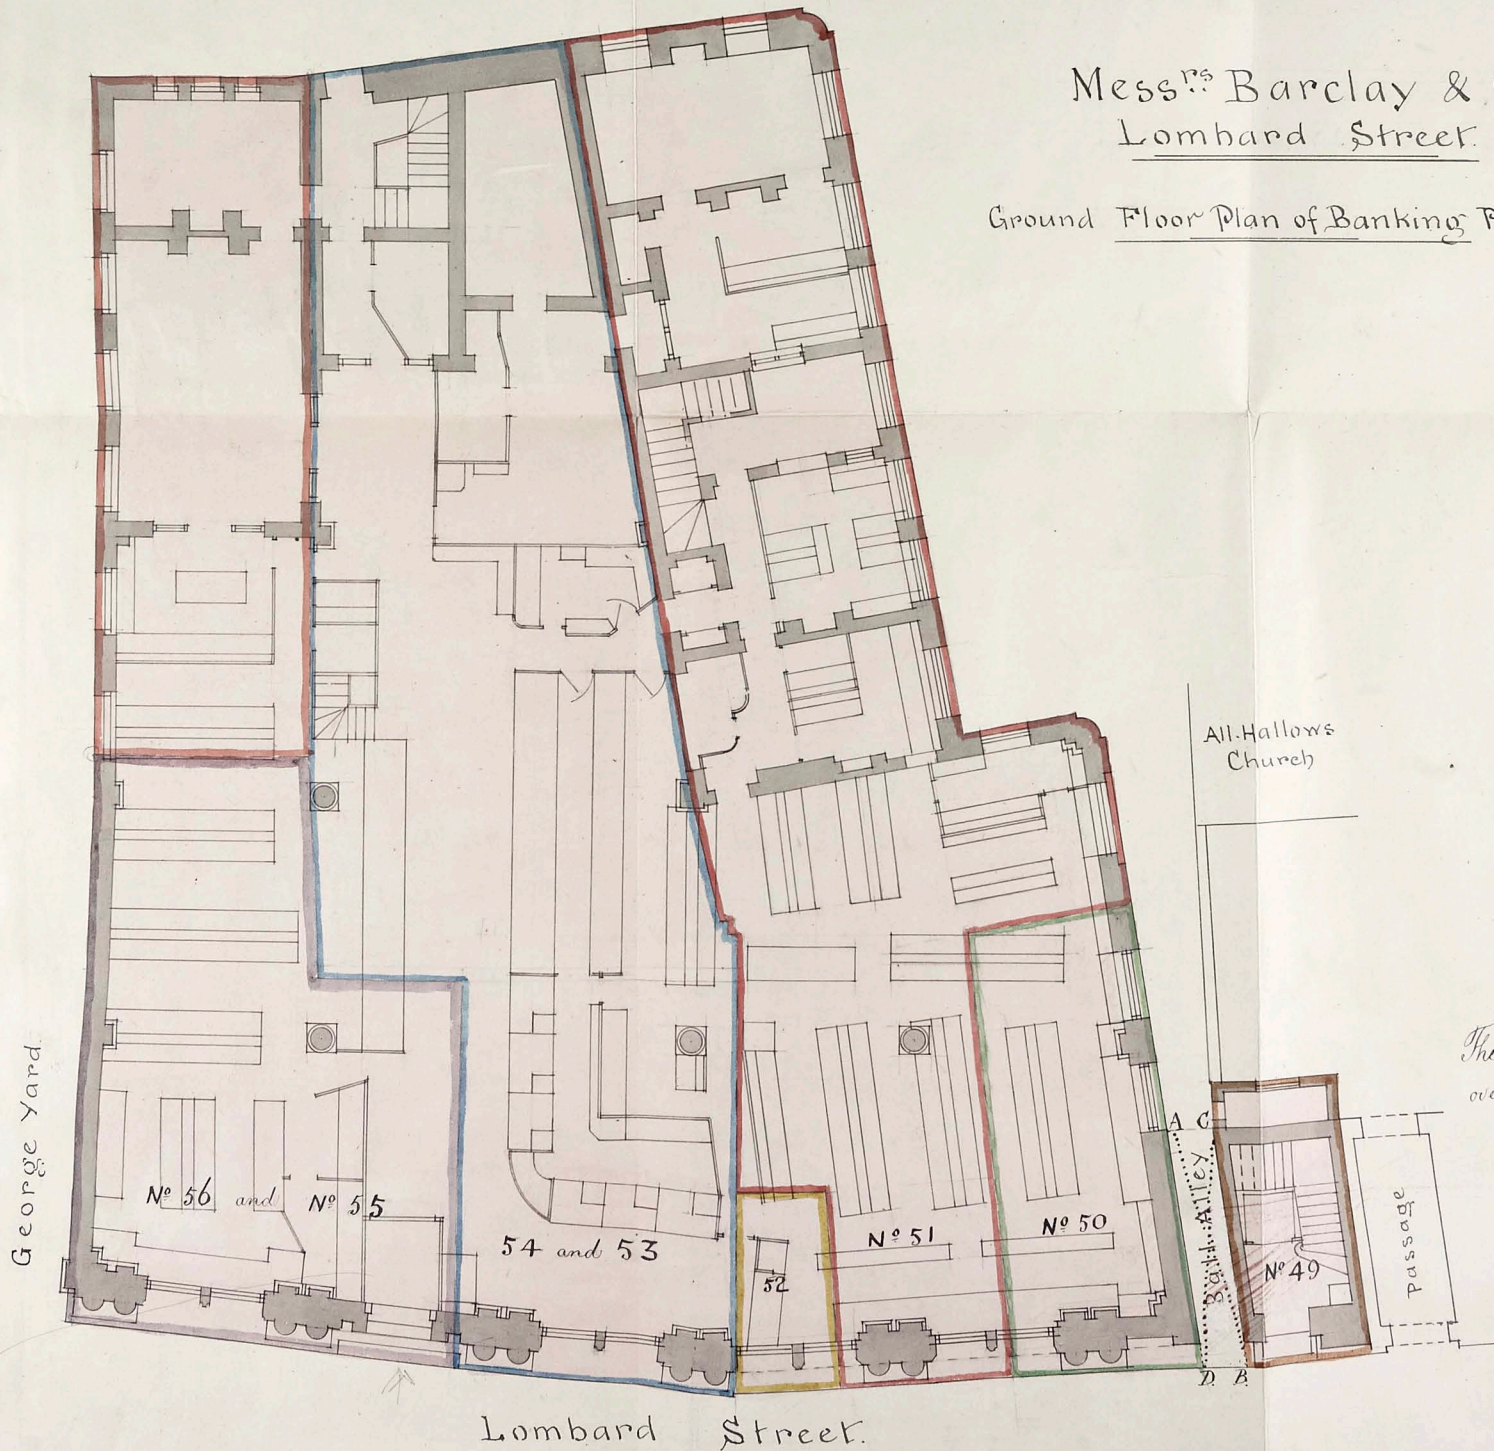 Messrs Barclay &
Lombard Street.
Ground Floor Plan of Banking
All-Hallows
Church
The
George Yard.
A C
Ball Alley
Passage
No 56 and No 55
54 and 53
52
No 51
No 50
No 49
D. B.
Lombard Street.